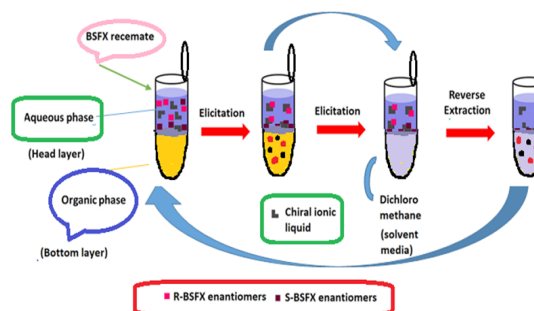 BSFX recemate
Aqueous phase
(Head layer)
Organic phase
(Bottom layer)
Elicitation
Elicitation
Reverse
Extraction
Chiral ionic
liquid
Dichloro
methane
(solvent
media)
R-BSFX enantiomers S-BSFX enantiomers